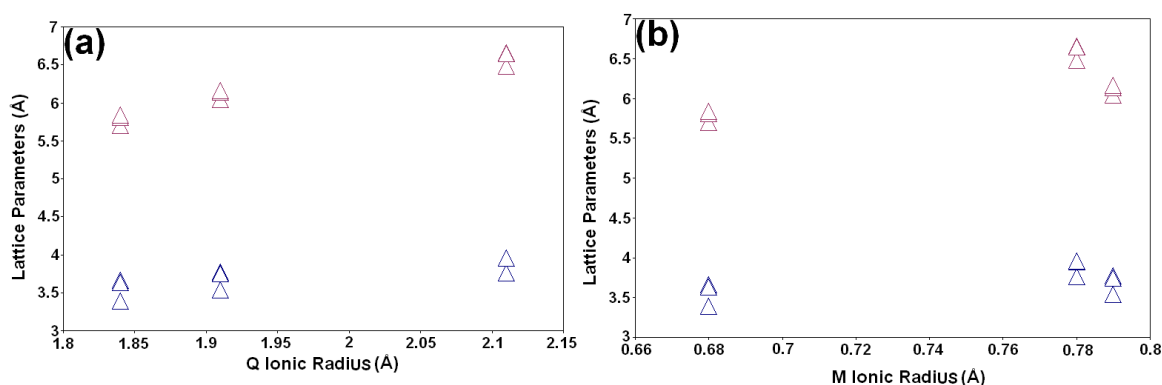 (a)
7
6.5
6
5.5
5
4.5
4
3.5
3
Lattice Parameters (Å)
1.8 1.85 1.9 1.95 2 2.05 2.1 2.15
Q Ionic Radius (Å)
(b)
7
6.5
6
5.5
5
4.5
4
3.5
3
Lattice Parameters (Å)
0.66 0.68 0.7 0.72 0.74 0.76 0.78 0.8
M Ionic Radius (Å)